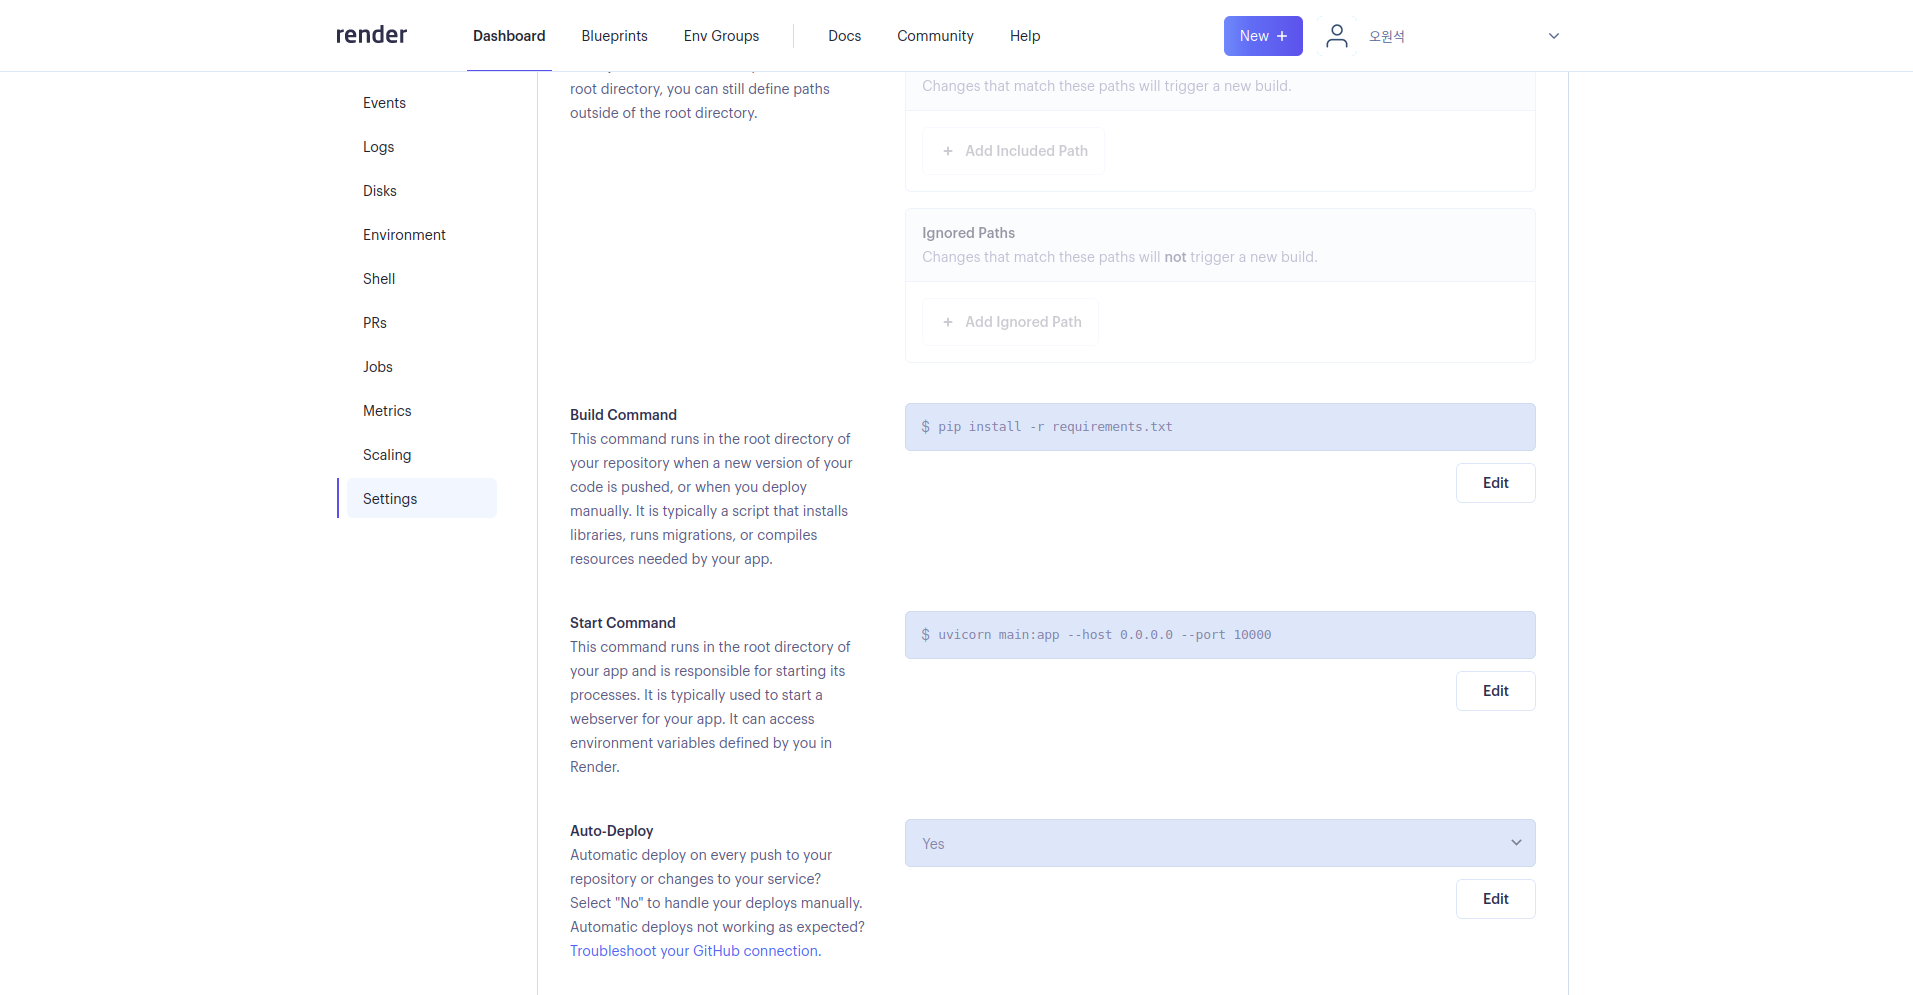 render
Dashboard
Blueprints
Env Groups
Docs
Community
Help
New +
오원석
Events
Logs
Disks
Environment
Shell
PRs
Jobs
Metrics
Scaling
Settings
root directory, you can still define paths
outside of the root directory.
Changes that match these paths will trigger a new build.
+ Add Included Path
Ignored Paths
Changes that match these paths will not trigger a new build.
+ Add Ignored Path
Build Command
This command runs in the root directory of
your repository when a new version of your
code is pushed, or when you deploy
manually. It is typically a script that installs
libraries, runs migrations, or compiles
resources needed by your app.
$ pip install -r requirements.txt
Edit
Start Command
This command runs in the root directory of
your app and is responsible for starting its
processes. It is typically used to start a
webserver for your app. It can access
environment variables defined by you in
Render.
$ uvicorn main:app --host 0.0.0.0 --port 10000
Edit
Auto-Deploy
Automatic deploy on every push to your
repository or changes to your service?
Select "No" to handle your deploys manually.
Automatic deploys not working as expected?
Troubleshoot your GitHub connection.
Yes
Edit